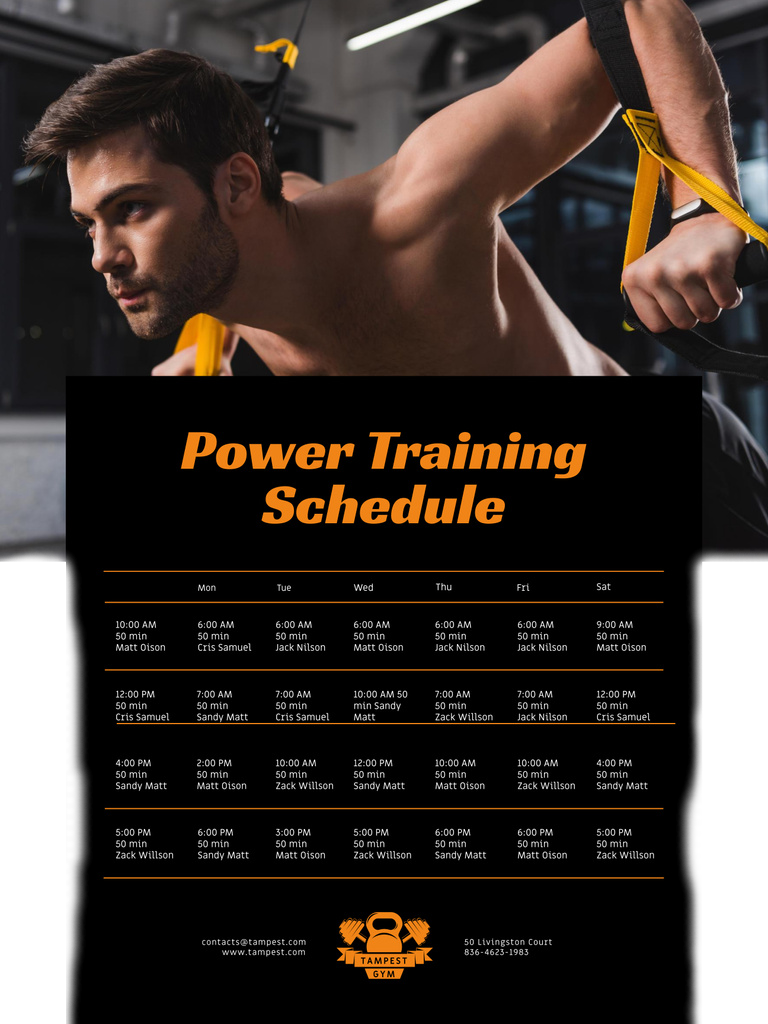 Power Training
Schedule
Mon Tue Wed Thu Fri Sat
10:00 AM 6:00 AM 6:00 AM 6:00 AM 6:00 AM 6:00 AM 9:00 AM
50 min 50 min 50 min 50 min 50 min 50 min 50 min
Matt Oison Cris Samuel Jack Nilson Matt Oison Jack Nilson Jack Nilson Matt Oison
12:00 PM 7:00 AM 7:00 AM 10:00 AM 50 7:00 AM 7:00 AM 12:00 PM
50 min 50 min 50 min min Sandy 50 min 50 min 50 min
Cris Samuel Sandy Matt Cris Samuel Matt Zack Willson Jack Nilson Cris Samuel
4:00 PM 2:00 PM 10:00 AM 12:00 PM 10:00 AM 10:00 AM 4:00 PM
50 min 50 min 50 min 50 min 50 min 50 min 50 min
Sandy Matt Matt Oison Zack Willson Sandy Matt Matt Oison Zack Willson Sandy Matt
5:00 PM 6:00 PM 3:00 PM 5:00 PM 6:00 PM 6:00 PM 5:00 PM
50 min 50 min 50 min 50 min 50 min 50 min 50 min
Zack Willson Sandy Matt Matt Oison Zack Willson Sandy Matt Matt Oison Zack Willson
contacts@tampest.com
www.tampest.com
TAMPEST
GYM
50 Livingston Court
836-4623-1983